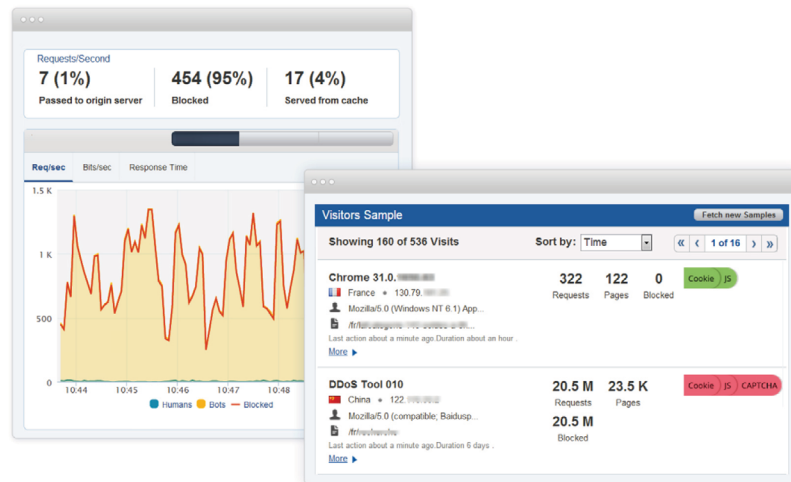 Requests/Second
7 (1%)
454 (95%)
17 (4%)
Passed to origin server
Blocked
Served from cache
Req/sec
Bits/sec
Response Time
1.5 K
1 K
500
0
10:44
10:45
10:46
10:47
10:48
Humans
Bots
Blocked
Visitors Sample
Fetch new Samples
Showing 160 of 536 Visits
Sort by:
Time
« ‹ 1 of 16 › »
Chrome 31.0.
322
122
0
Requests
Pages
Blocked
Cookie
JS
France • 130.79.
Mozilla/5.0 (Windows NT 6.1) App...
Last action about a minute ago.Duration about an hour .
More
DDoS Tool 010
20.5 M
23.5 K
Requests
Pages
20.5 M
Blocked
Cookie
JS
CAPTCHA
China • 122.
Mozilla/5.0 (compatible; Baidusp...
Last action about a minute ago.Duration 6 days .
More